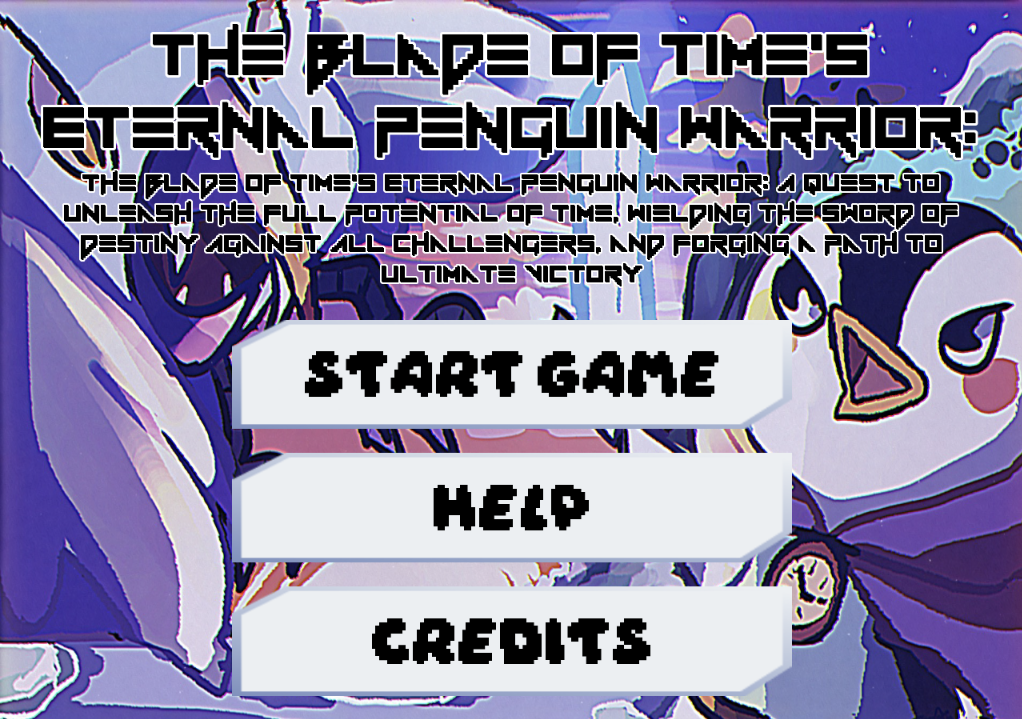 THE BLADE OF TIME'S
ETERNAL PENGUIN WARRIOR:
THE BLADE OF TIME'S ETERNAL PENGUIN WARRIOR: A QUEST TO
UNLEASH THE FULL POTENTIAL OF TIME, WIELDING THE SWORD OF
DESTINY AGAINST ALL CHALLENGERS, AND FORGING A PATH TO
ULTIMATE VICTORY
START GAME
HELP
CREDITS